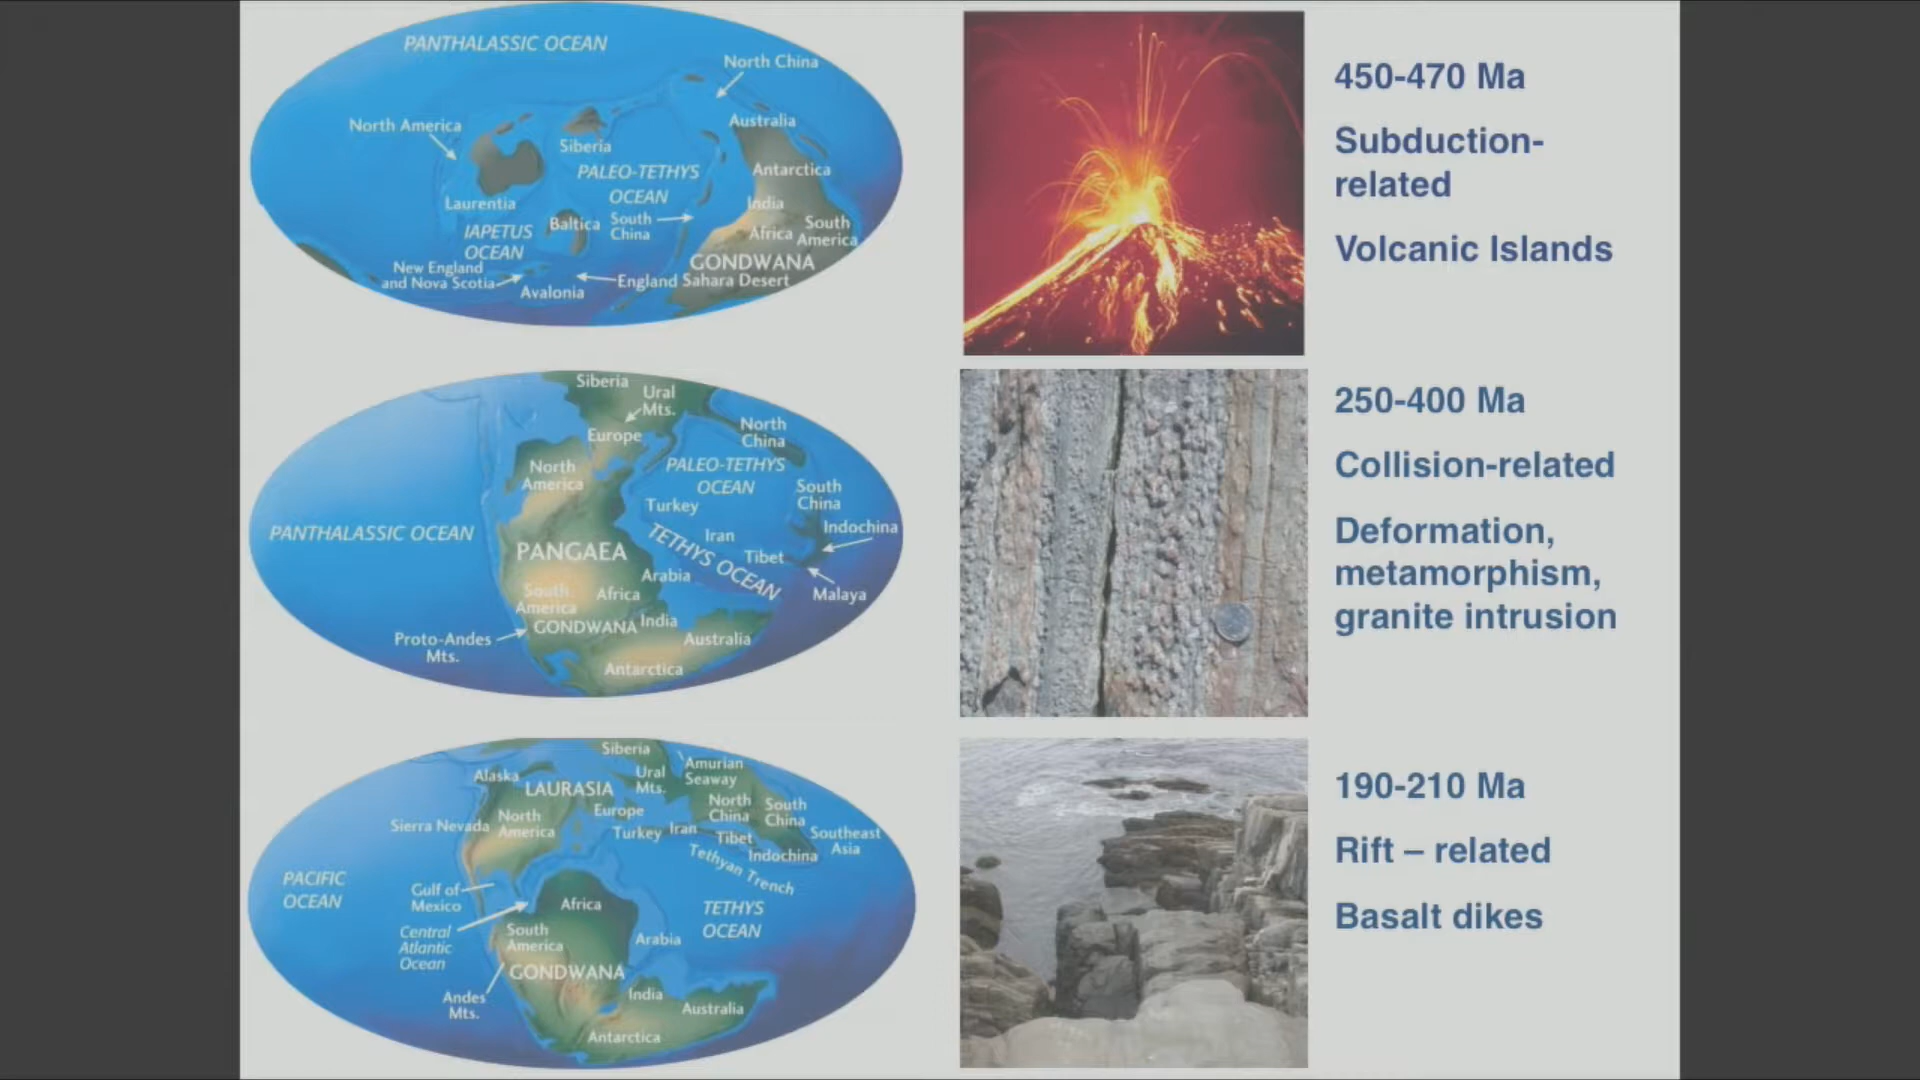 PANTHALASSIC OCEAN
North China
North America
Australia
Siberia
PALEO-TETHYS
OCEAN
Antarctica
Laurentia
India
Baltica
South
China
South
America
Africa
IAPETUS
OCEAN
GONDWANA
New England
and Nova Scotia
Avalonia
England
Sahara Desert
450-470 Ma
Subduction-
related
Volcanic Islands
Siberia
Ural
Mts.
Europe
North
China
North
America
PALEO-TETHYS
OCEAN
South
China
Turkey
Indochina
PANTHALASSIC OCEAN
Iran
TETHYS OCEAN
Tibet
PANGAEA
Arabia
Malaya
South
America
Africa
GONDWANA
India
Proto-Andes
Mts.
Australia
Antarctica
250-400 Ma
Collision-related
Deformation,
metamorphism,
granite intrusion
Siberia
Amurian
Seaway
Alaska
LAURASIA
Ural
Mts.
Sierra Nevada
North
America
Europe
North
China
South
China
Turkey
Iran
Tibet
Southeast
Asia
Indochina
Tethyan Trench
PACIFIC
OCEAN
Gulf of
Mexico
Africa
TETHYS
OCEAN
Central
Atlantic
Ocean
South
America
Arabia
GONDWANA
Andes
Mts.
India
Australia
Antarctica
190-210 Ma
Rift – related
Basalt dikes